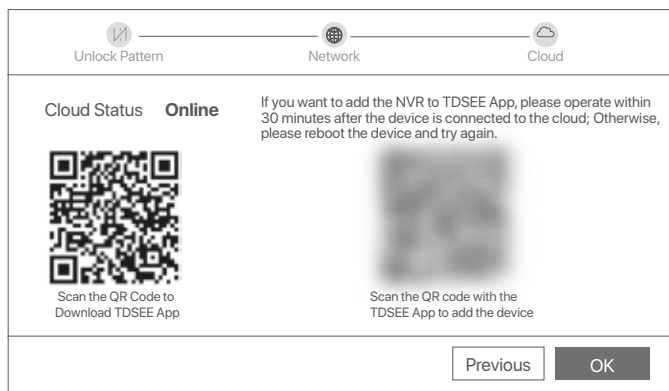 Unlock Pattern
Network
Cloud
Cloud Status Online
If you want to add the NVR to TDSEE App, please operate within
30 minutes after the device is connected to the cloud; Otherwise,
please reboot the device and try again.
Scan the QR Code to
Download TDSEE App
Scan the QR code with the
TDSEE App to add the device
Previous
OK